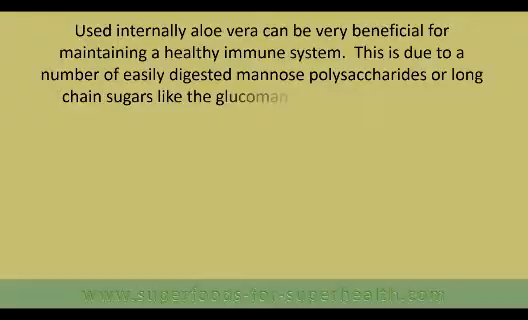 Used internally aloe vera can be very beneficial for
maintaining a healthy immune system.  This is due to a
number of easily digested mannose polysaccharides or long
chain sugars like the glucoman
www.superfoods-for-superhealth.com